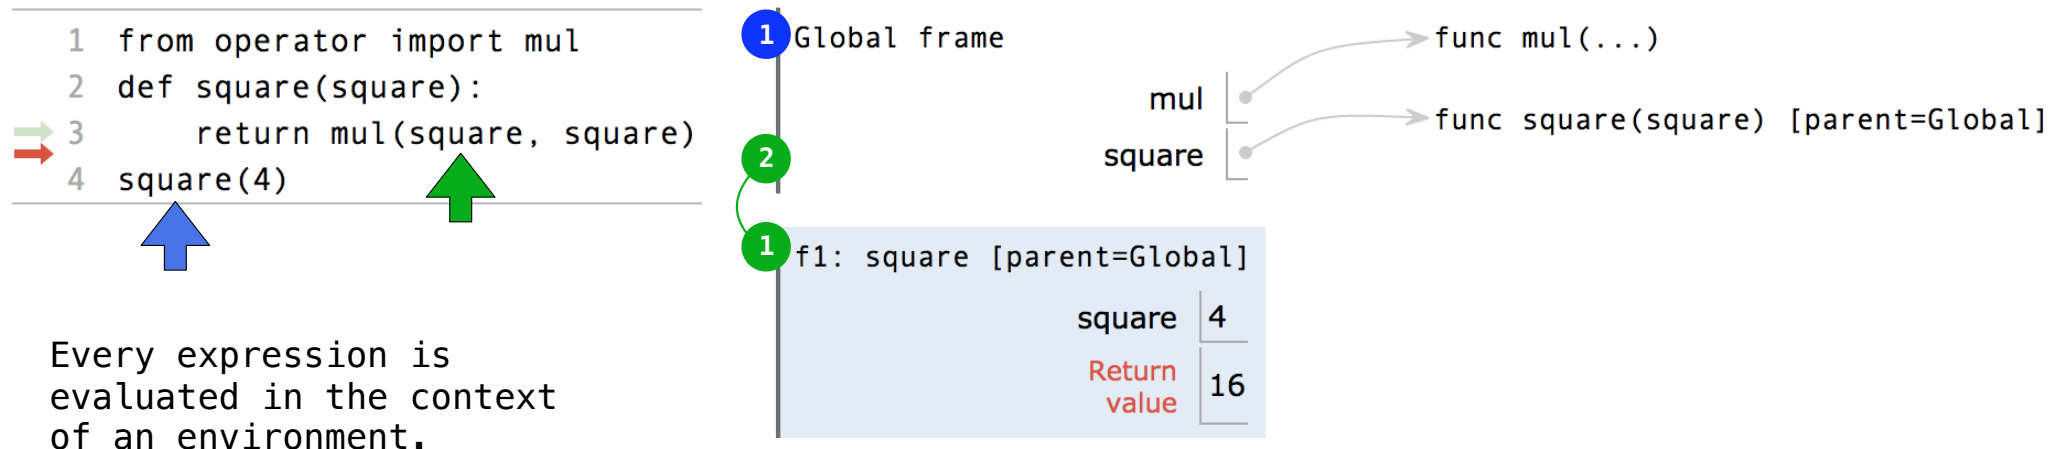 1 from operator import mul
2 def square(square):
3     return mul(square, square)
4 square(4)
Every expression is
evaluated in the context
of an environment.
1 Global frame
mul
square
2
func mul(...)
func square(square) [parent=Global]
1 f1: square [parent=Global]
square 4
Return
value 16